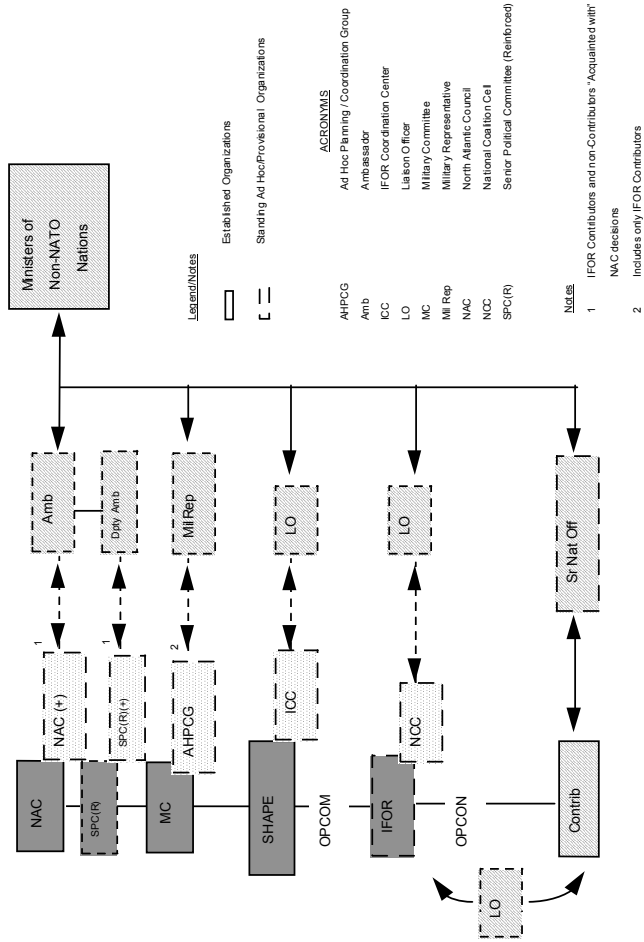 Ministers of
Non-NATO
Nations
Amb
Dpty Amb
Mil Rep
LO
LO
Sr Nat Off
1
1
2
NAC (+)
SPC(R)(+)
AHPCG
ICC
NCC
NAC
SPC(R)
MC
SHAPE
OPCOM
IFOR
OPCON
Contrib
LO
Legend/Notes
Established Organizations
Standing Ad Hoc/Provisional Organizations
ACRONYMS
AHPCG Ad Hoc Planning / Coordination Group
Amb Ambassador
ICC IFOR Coordination Center
LO Liaison Officer
MC Military Committee
Mil Rep Military Representative
NAC North Atlantic Council
NCC National Coalition Cell
SPC(R) Senior Political Committee (Reinforced)
Notes
1 IFOR Contributors and non-Contributors "Acquainted with"
NAC decisions
2 Includes only IFOR Contributors